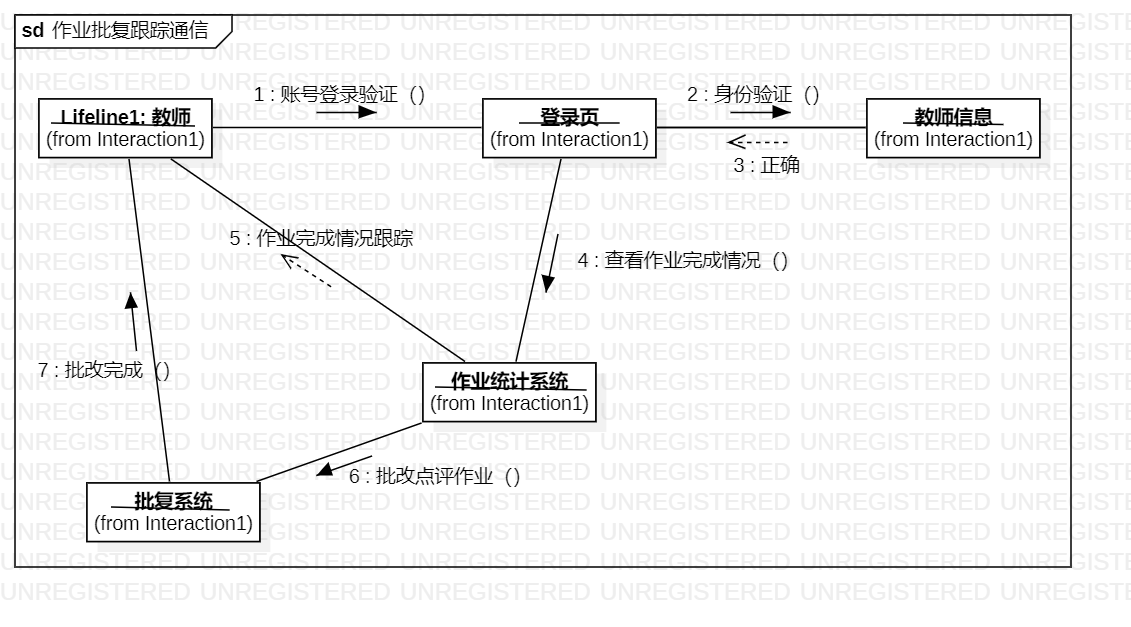 sd 作业批复跟踪通信
1 : 账号登录验证（）
2 : 身份验证（）
Lifeline1: 教师
(from Interaction1)
登录页
(from Interaction1)
教师信息
(from Interaction1)
3 : 正确
5 : 作业完成情况跟踪
4 : 查看作业完成情况（）
7 : 批改完成（）
作业统计系统
(from Interaction1)
6 : 批改点评作业（）
批复系统
(from Interaction1)
UNREGISTERED